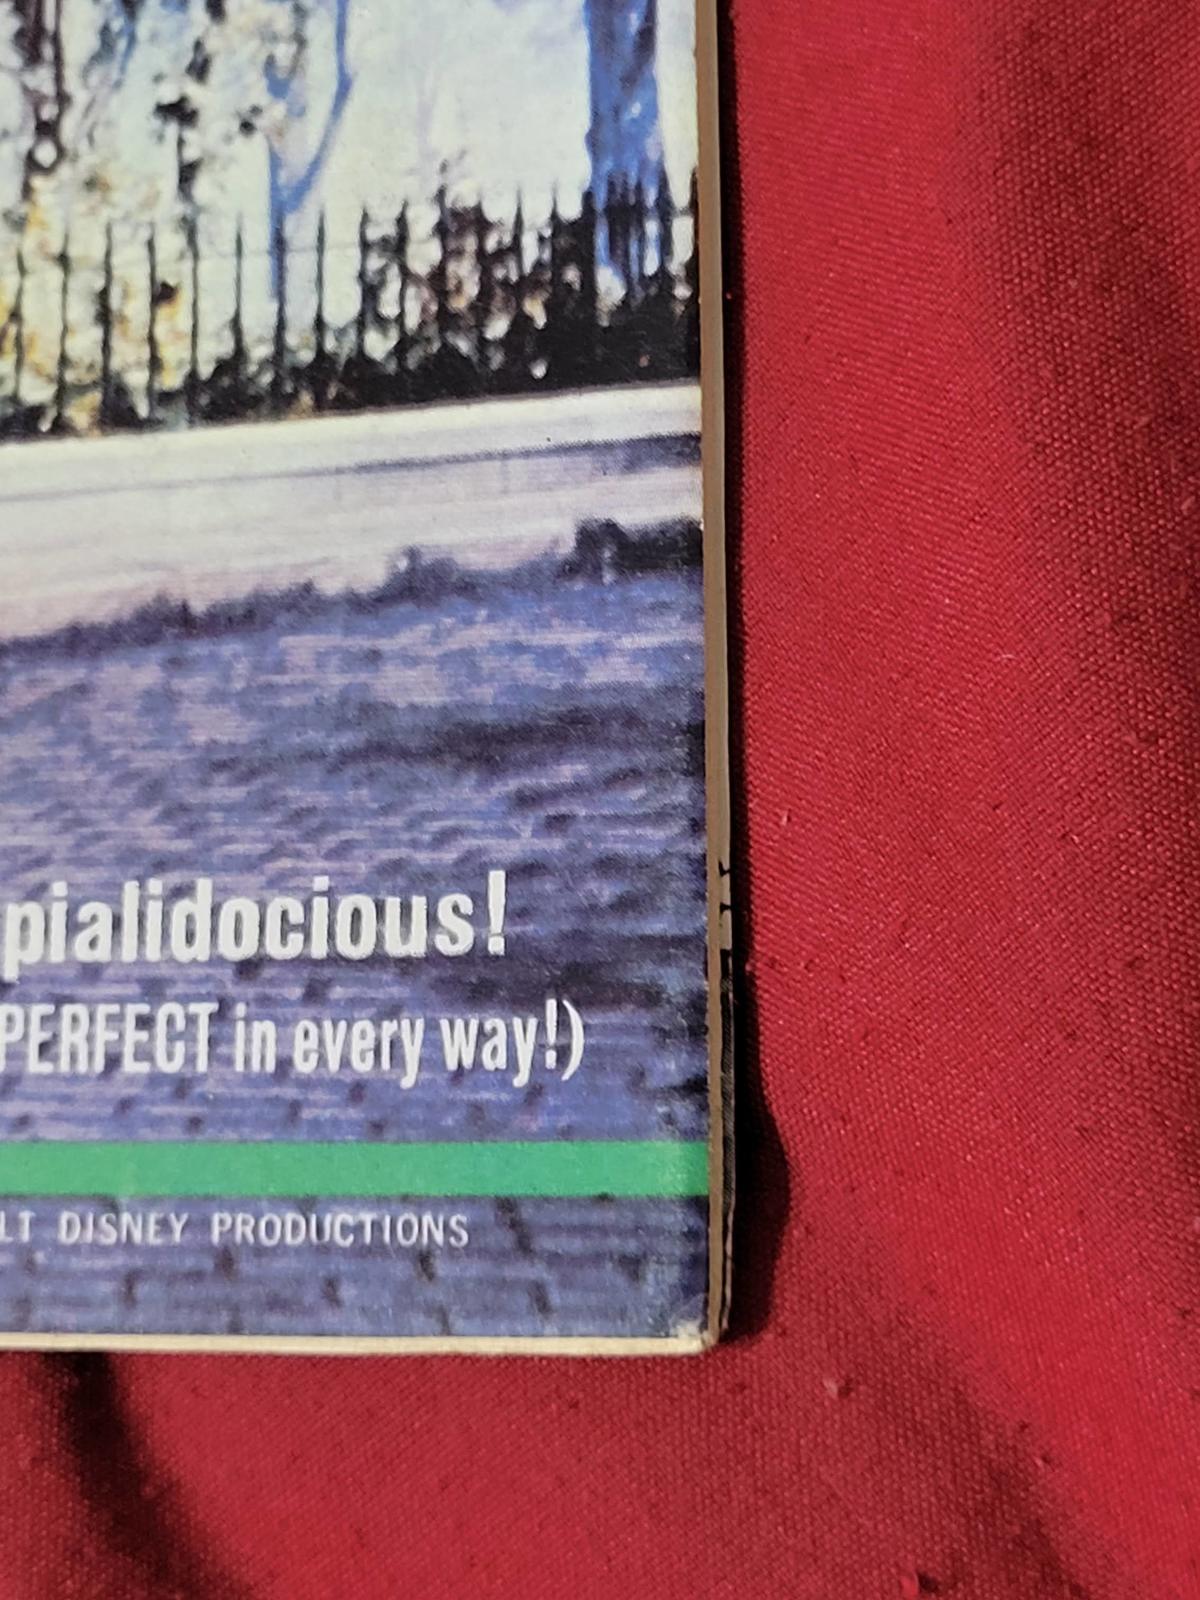 pialidocious!
PERFECT in every way!)
LT DISNEY PRODUCTIONS